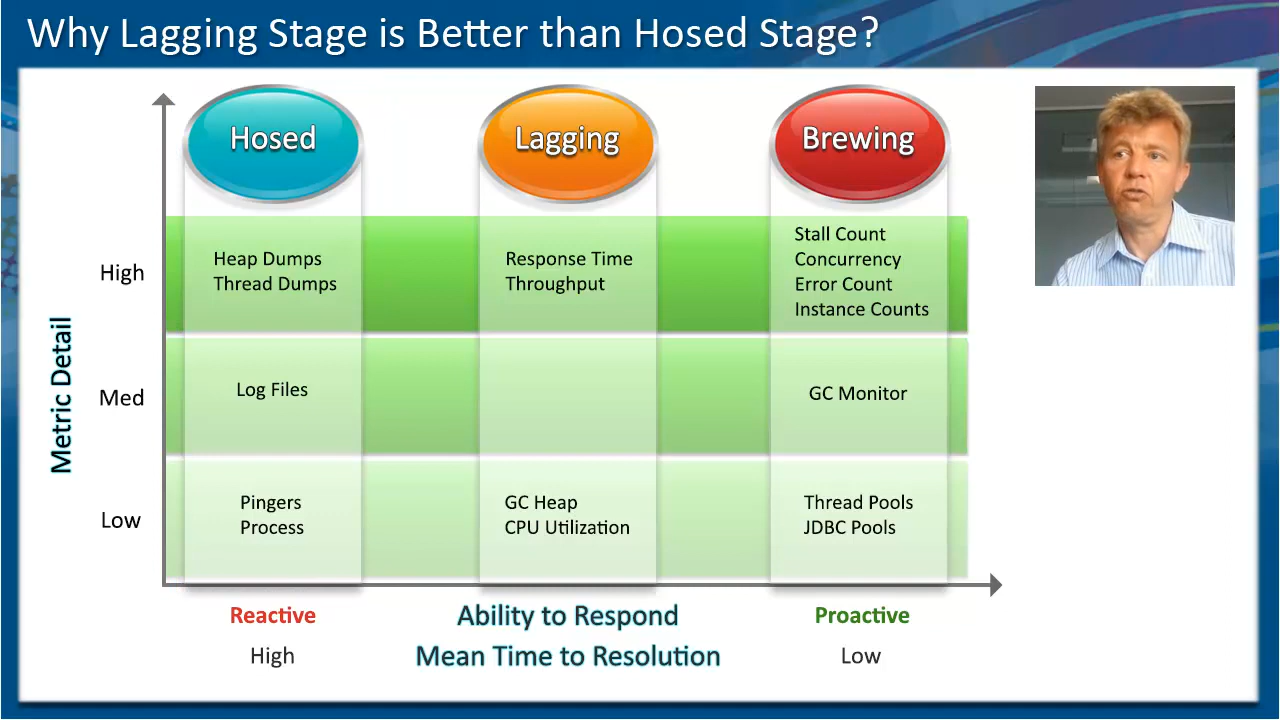 Why Lagging Stage is Better than Hosed Stage?
Hosed
Lagging
Brewing
Metric Detail
High
Heap Dumps
Thread Dumps
Response Time
Throughput
Stall Count
Concurrency
Error Count
Instance Counts
Med
Log Files
GC Monitor
Low
Pingers
Process
GC Heap
CPU Utilization
Thread Pools
JDBC Pools
Reactive
Ability to Respond
Proactive
High
Mean Time to Resolution
Low